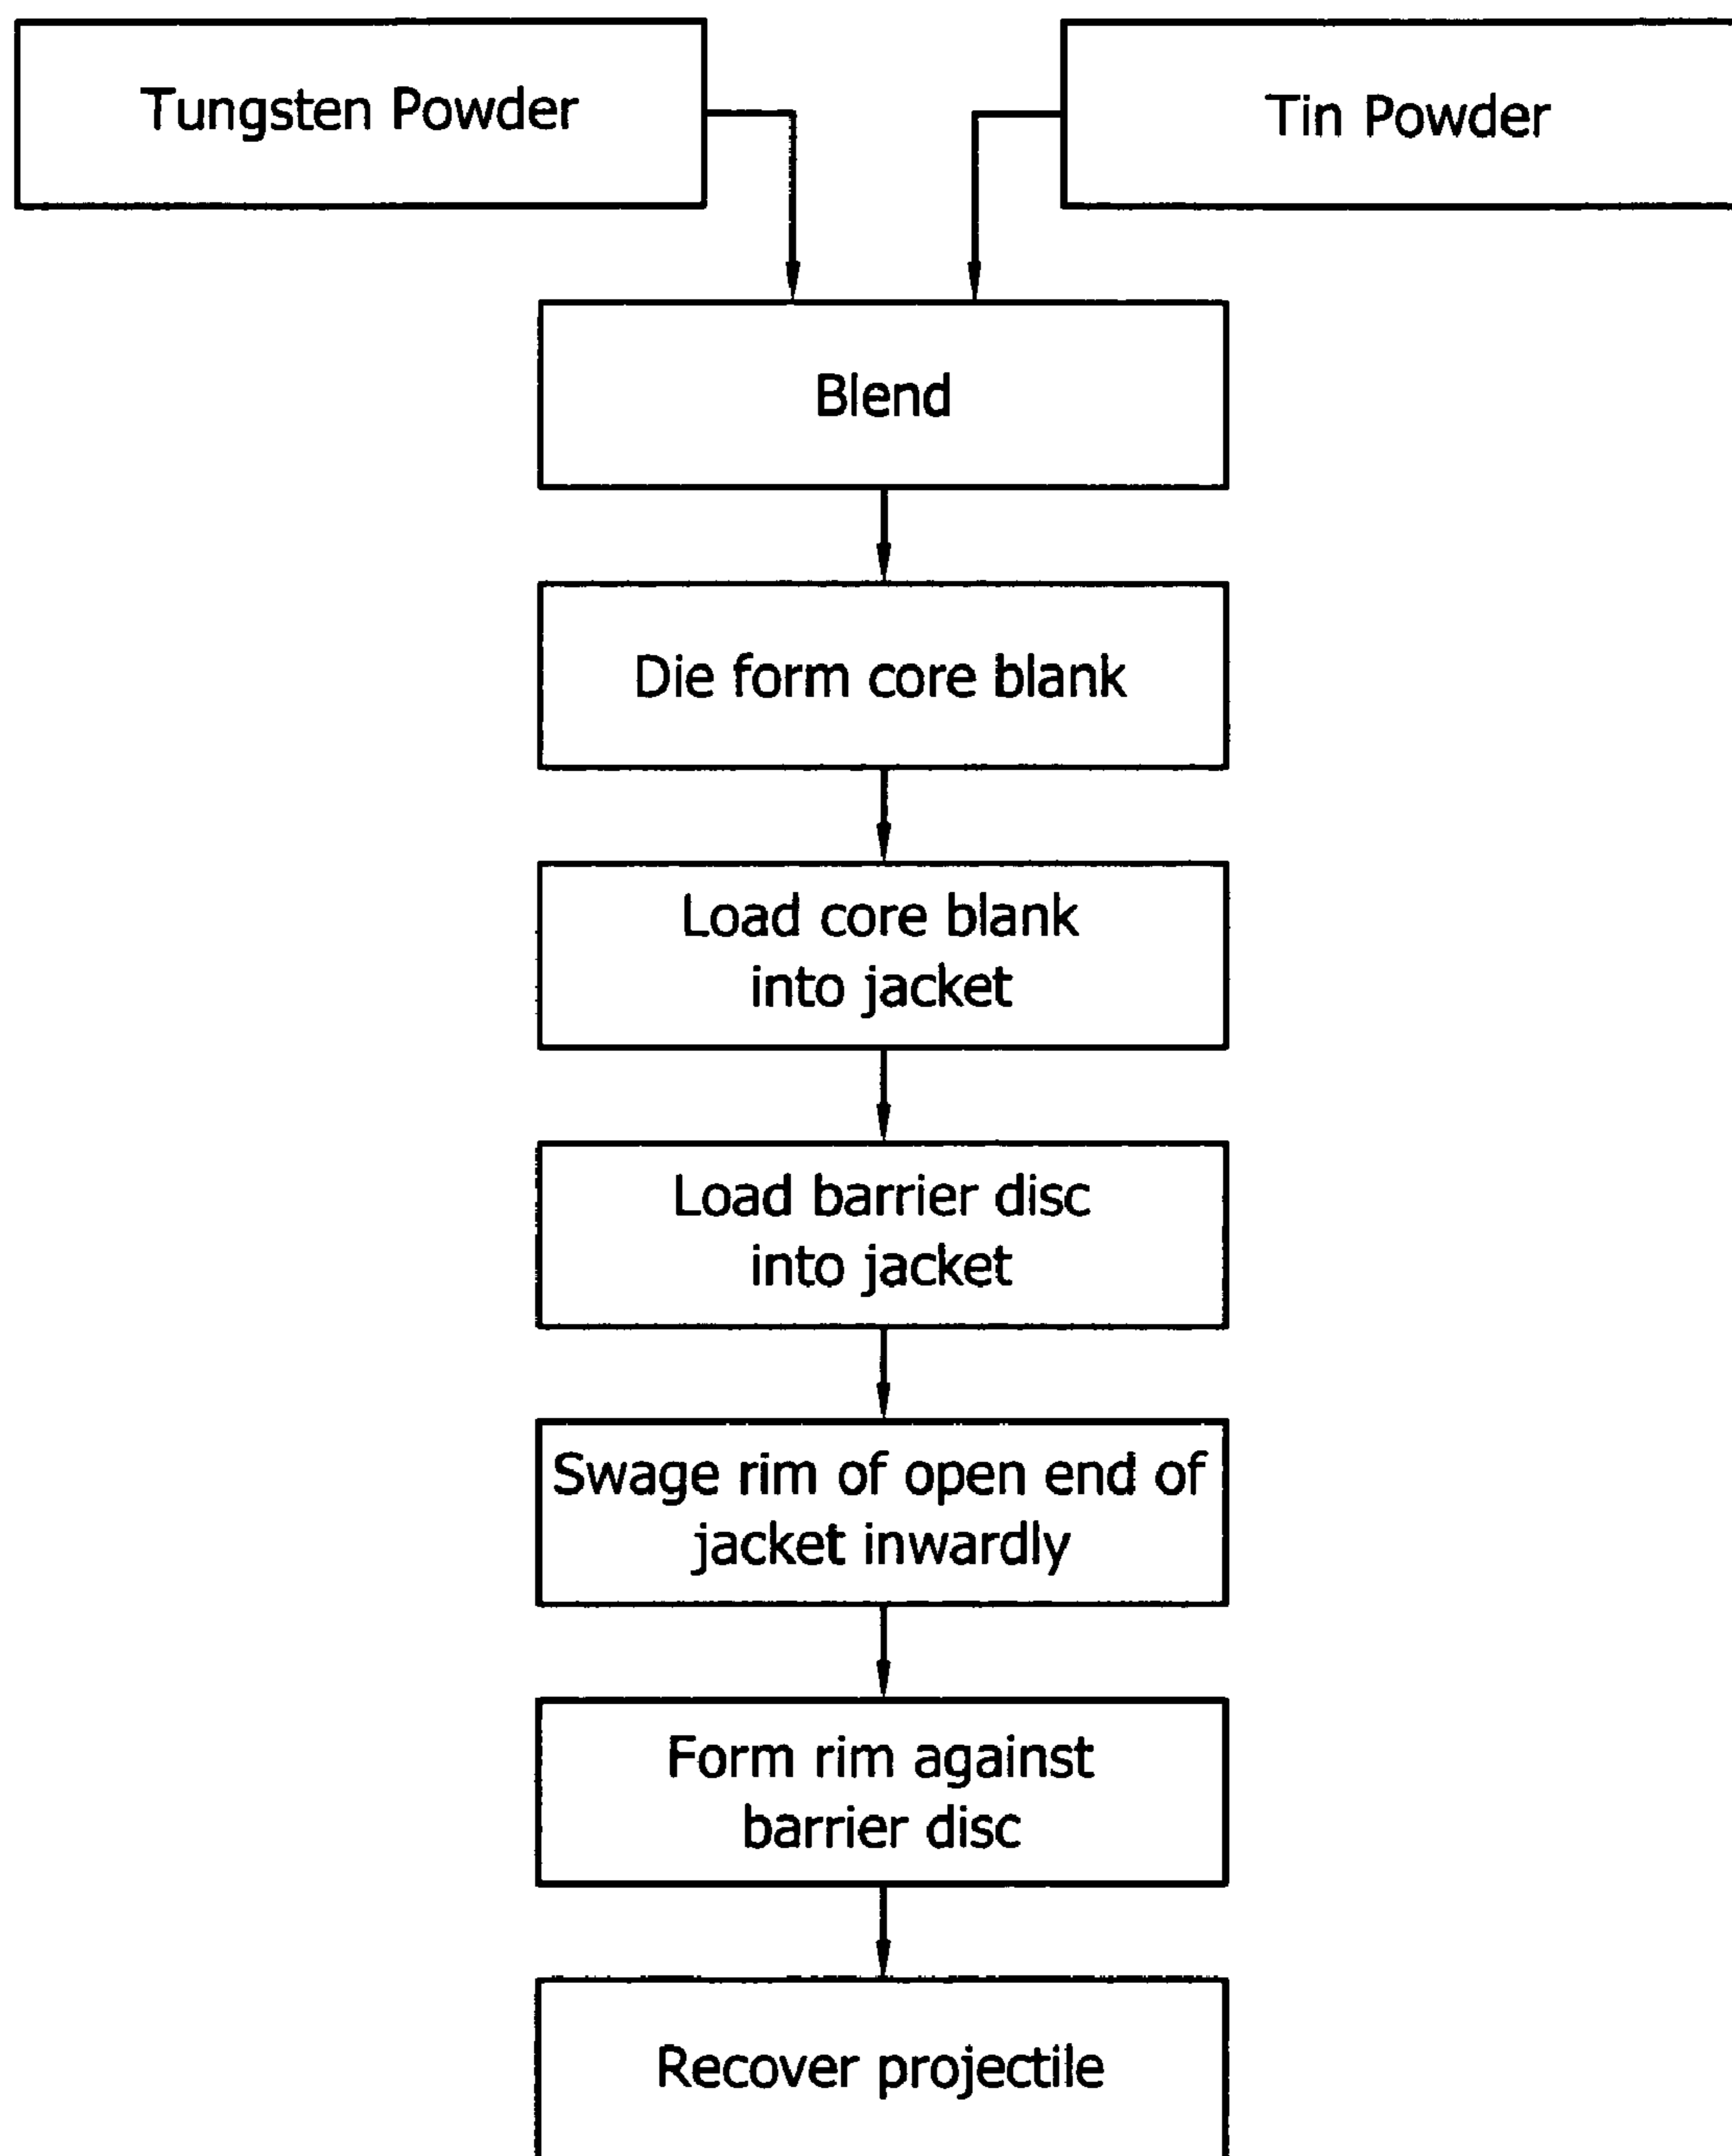 Tungsten Powder
Tin Powder
Blend
Die form core blank
Load core blank
into jacket
Load barrier disc
into jacket
Swage rim of open end of
jacket inwardly
Form rim against
barrier disc
Recover projectile